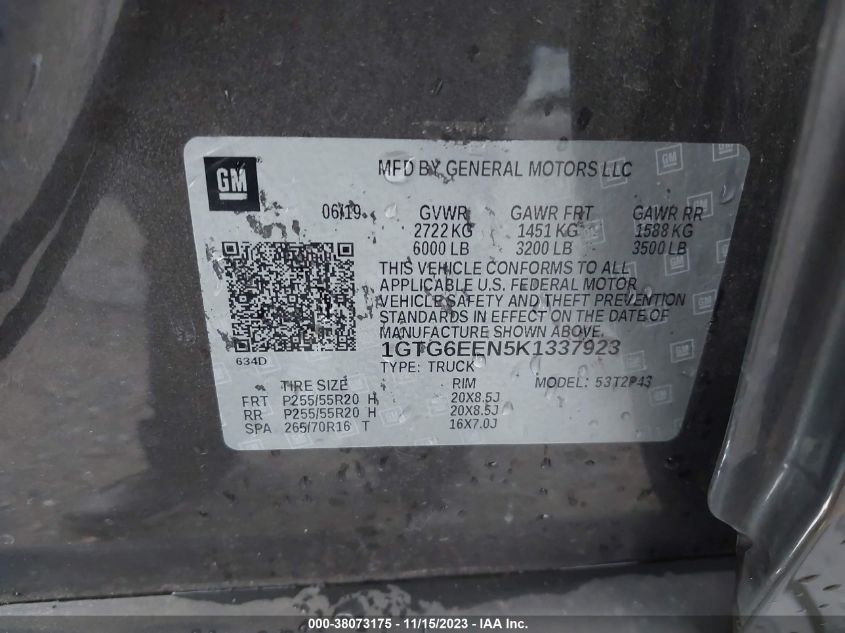 GM
MFD BY GENERAL MOTORS LLC
06/19 GVWR GAWR FRT GAWR RR
2722 KG 1451 KG 1588 KG
6000 LB 3200 LB 3500 LB
THIS VEHICLE CONFORMS TO ALL
APPLICABLE U.S. FEDERAL MOTOR
VEHICLE SAFETY AND THEFT PREVENTION
STANDARDS IN EFFECT ON THE DATE OF
MANUFACTURE SHOWN ABOVE.
634D
1GTG6EEN5K1337923
TYPE: TRUCK MODEL: 53T2P43
TIRE SIZE RIM
FRT P255/55R20 H 20X8.5J
RR P255/55R20 H 20X8.5J
SPA 265/70R16 T 16X7.0J
000-38073175 - 11/15/2023 - IAA Inc.